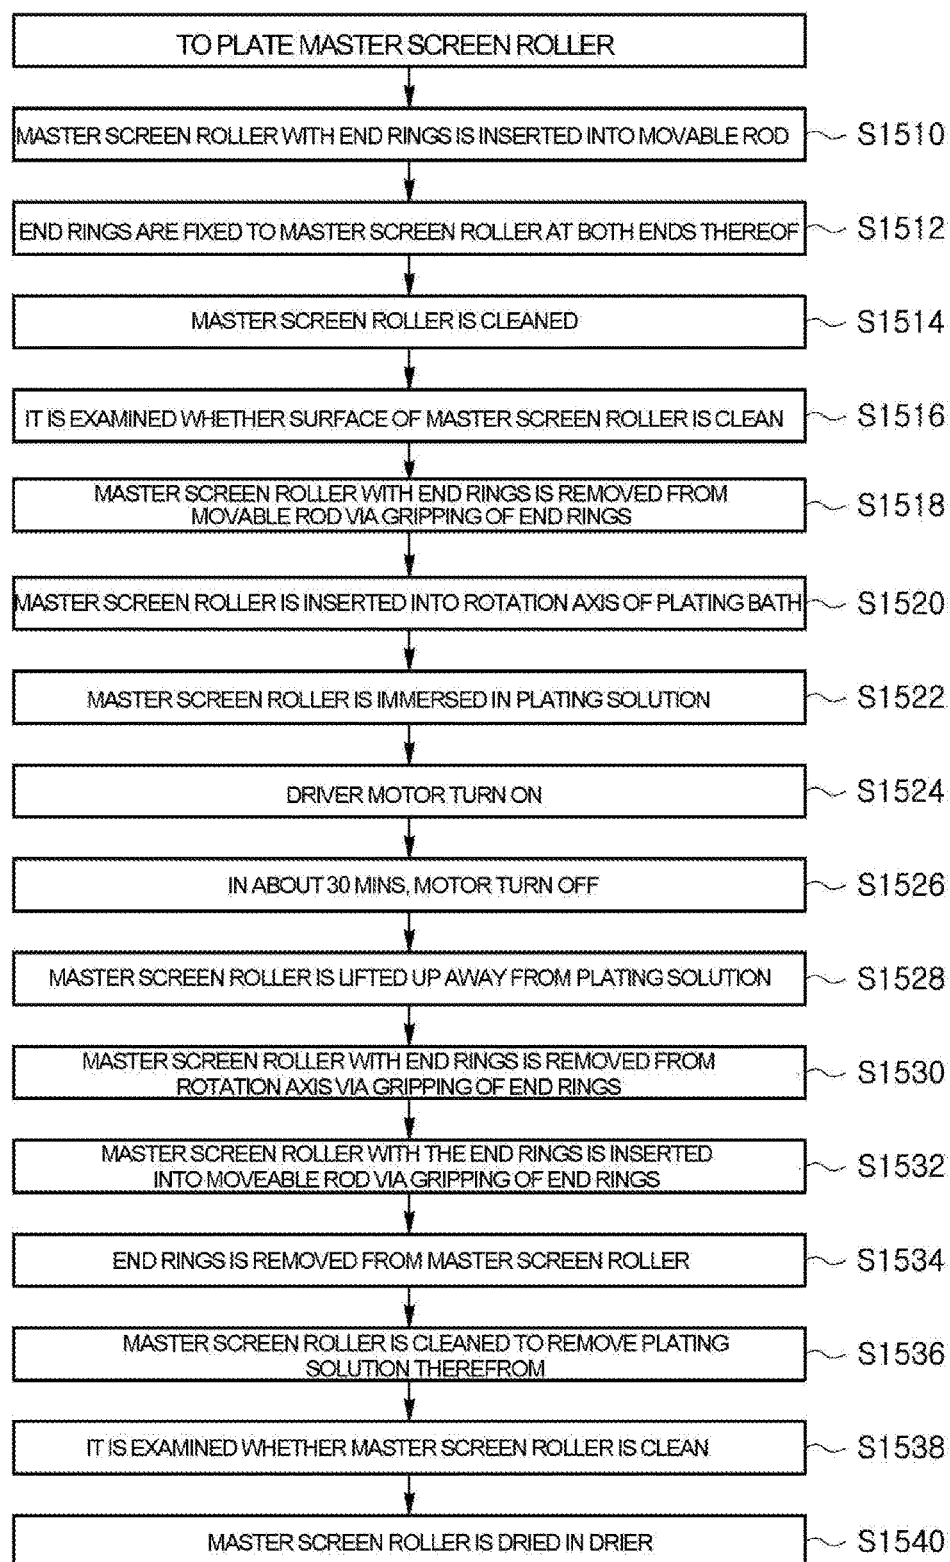 TO PLATE MASTER SCREEN ROLLER
MASTER SCREEN ROLLER WITH END RINGS IS INSERTED INTO MOVABLE ROD
S1510
END RINGS ARE FIXED TO MASTER SCREEN ROLLER AT BOTH ENDS THEREOF
S1512
MASTER SCREEN ROLLER IS CLEANED
S1514
IT IS EXAMINED WHETHER SURFACE OF MASTER SCREEN ROLLER IS CLEAN
S1516
MASTER SCREEN ROLLER WITH END RINGS IS REMOVED FROM
MOVABLE ROD VIA GRIPPING OF END RINGS
S1518
MASTER SCREEN ROLLER IS INSERTED INTO ROTATION AXIS OF PLATING BATH
S1520
MASTER SCREEN ROLLER IS IMMERSED IN PLATING SOLUTION
S1522
DRIVER MOTOR TURN ON
S1524
IN ABOUT 30 MINS, MOTOR TURN OFF
S1526
MASTER SCREEN ROLLER IS LIFTED UP AWAY FROM PLATING SOLUTION
S1528
MASTER SCREEN ROLLER WITH END RINGS IS REMOVED FROM
ROTATION AXIS VIA GRIPPING OF END RINGS
S1530
MASTER SCREEN ROLLER WITH THE END RINGS IS INSERTED
INTO MOVEABLE ROD VIA GRIPPING OF END RINGS
S1532
END RINGS IS REMOVED FROM MASTER SCREEN ROLLER
S1534
MASTER SCREEN ROLLER IS CLEANED TO REMOVE PLATING
SOLUTION THEREFROM
S1536
IT IS EXAMINED WHETHER MASTER SCREEN ROLLER IS CLEAN
S1538
MASTER SCREEN ROLLER IS DRIED IN DRIER
S1540